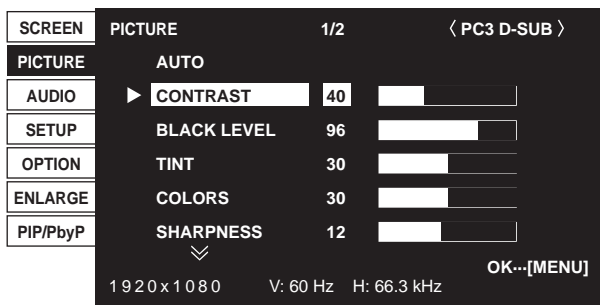 SCREEN
PICTURE
AUDIO
SETUP
OPTION
ENLARGE
PIP/PbyP
PICTURE 1/2 〈 PC3 D-SUB 〉
AUTO
CONTRAST 40
BLACK LEVEL 96
TINT 30
COLORS 30
SHARPNESS 12
OK···[MENU]
1920x1080 V: 60 Hz H: 66.3 kHz